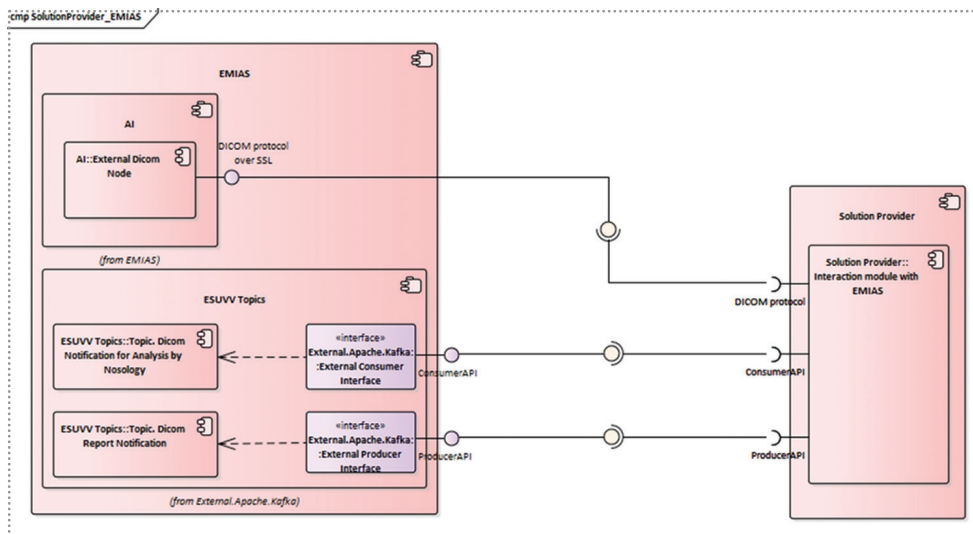 cmp SolutionProvider_EMIAS
EMIAS
AI
AI::External Dicom
Node
DICOM protocol
over SSL
(from EMIAS)
Solution Provider
Solution Provider::
Interaction module with
EMIAS
DICOM protocol
ESUVV Topics
ESUVV Topics::Topic. Dicom
Notification for Analysis by
Nosology
«interface»
External.Apache.Kafka:
:External Consumer
Interface
ConsumerAPI
ConsumerAPI
ESUVV Topics::Topic. Dicom
Report Notification
«interface»
External.Apache.Kafka:
:External Producer
Interface
ProducerAPI
ProducerAPI
(from External.Apache.Kafka)